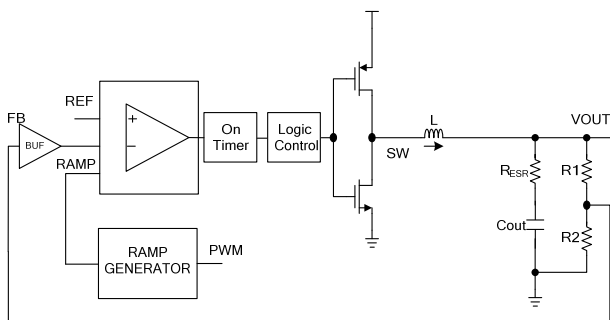 FB
BUF
REF
RAMP
+
−
On
Timer
Logic
Control
SW
L
VOUT
RESR
R1
Cout
R2
RAMP
GENERATOR
PWM